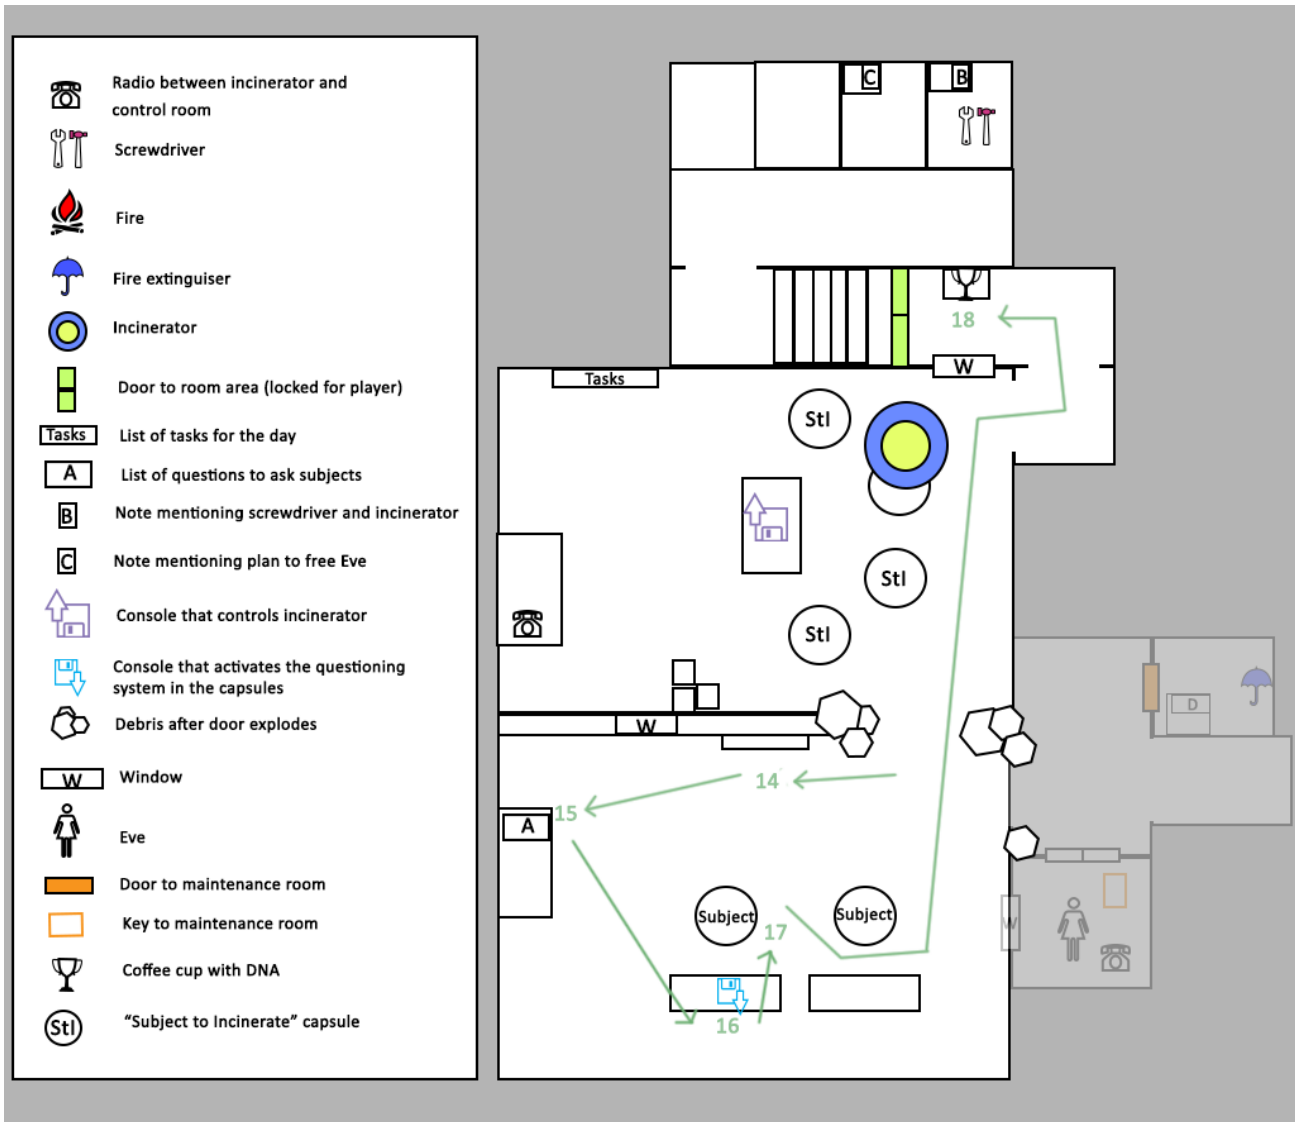 Radio between incinerator and
control room
Screwdriver
Fire
Fire extinguiser
Incinerator
Door to room area (locked for player)
Tasks
List of tasks for the day
A
List of questions to ask subjects
B
Note mentioning screwdriver and incinerator
C
Note mentioning plan to free Eve
Console that controls incinerator
Console that activates the questioning
system in the capsules
Debris after door explodes
W
Window
Eve
Door to maintenance room
Key to maintenance room
Coffee cup with DNA
StI
“Subject to Incinerate” capsule
C
B
18
W
Tasks
StI
StI
StI
D
W
14
15
A
Subject
Subject
17
W
16